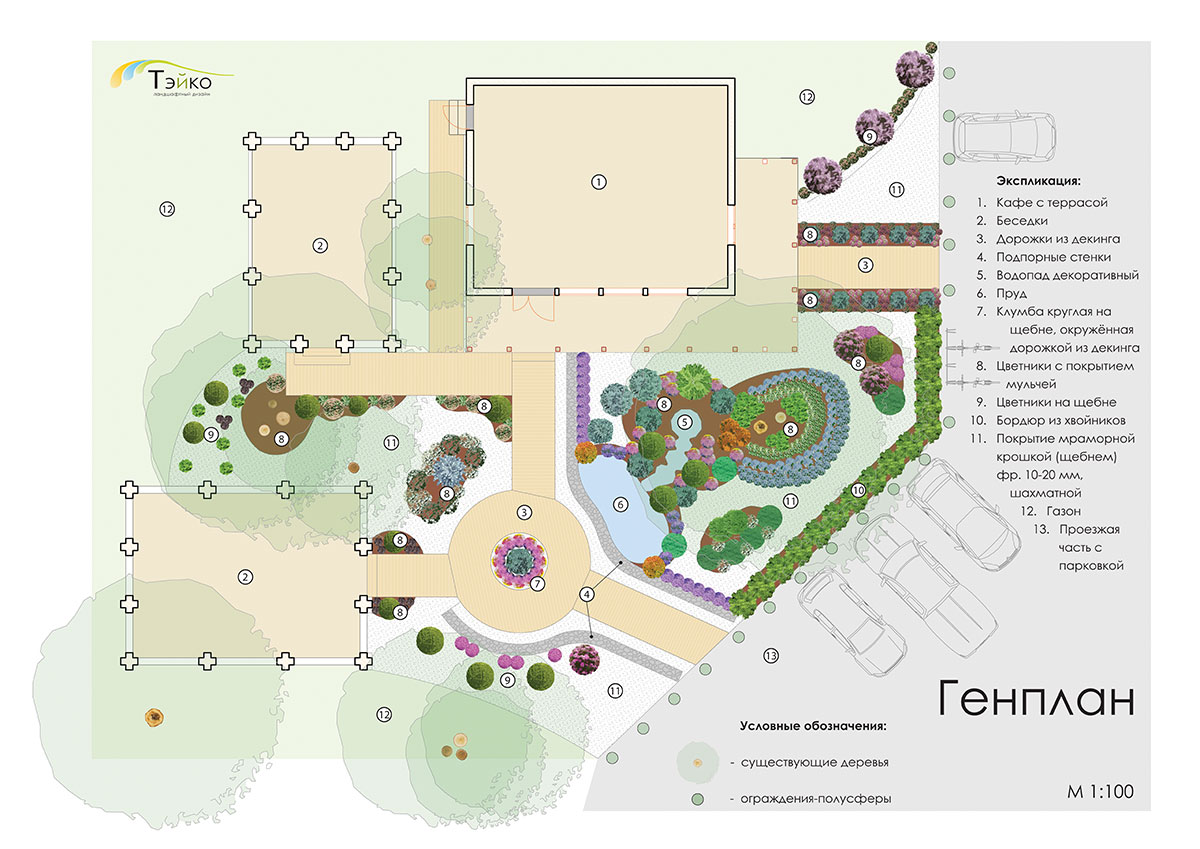 Тэйко
ландшафтный дизайн
12
9
11
1
12
2
8
3
8
8
8
8
5
8
9
8
11
8
6
11
10
3
8
2
7
4
8
13
9
11
12
Экспликация:
1. Кафе с террасой
2. Беседки
3. Дорожки из декинга
4. Подпорные стенки
5. Водопад декоративный
6. Пруд
7. Клумба круглая на
щебне, окружённая
дорожкой из декинга
8. Цветники с покрытием
мульчей
9. Цветники на щебне
10. Бордюр из хвойников
11. Покрытие мраморной
крошкой (щебнем)
фр. 10-20 мм,
шахматной
12. Газон
13. Проезжая
часть с
парковкой
Генплан
Условные обозначения:
- существующие деревья
- ограждения-полусферы
М 1:100